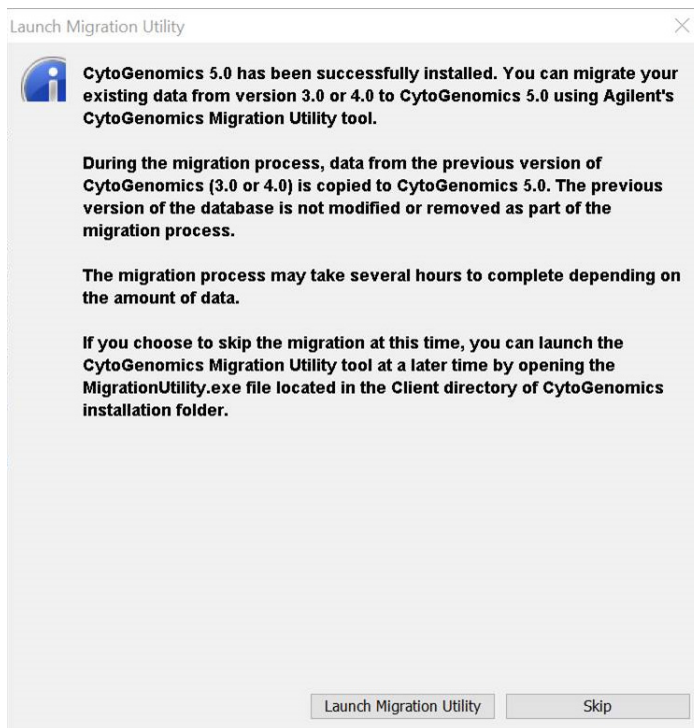 Launch Migration Utility
CytoGenomics 5.0 has been successfully installed. You can migrate your
existing data from version 3.0 or 4.0 to CytoGenomics 5.0 using Agilent's
CytoGenomics Migration Utility tool.
During the migration process, data from the previous version of
CytoGenomics (3.0 or 4.0) is copied to CytoGenomics 5.0. The previous
version of the database is not modified or removed as part of the
migration process.
The migration process may take several hours to complete depending on
the amount of data.
If you choose to skip the migration at this time, you can launch the
CytoGenomics Migration Utility tool at a later time by opening the
MigrationUtility.exe file located in the Client directory of CytoGenomics
installation folder.
Launch Migration Utility Skip